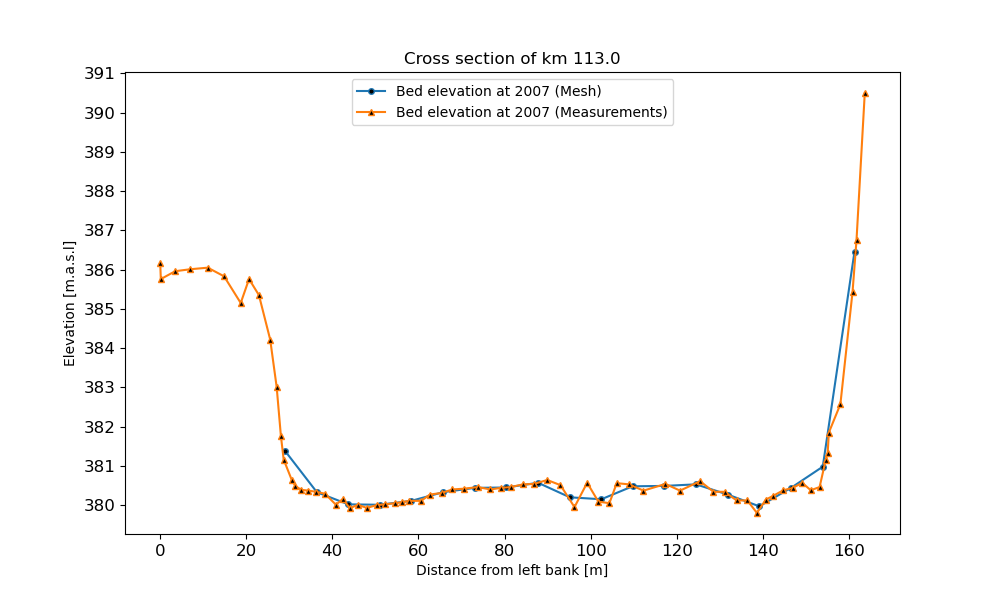 Cross section of km 113.0
391
390
389
388
387
386
385
384
383
382
381
380
Elevation [m.a.s.l]
Bed elevation at 2007 (Mesh)
Bed elevation at 2007 (Measurements)
0 20 40 60 80 100 120 140 160
Distance from left bank [m]